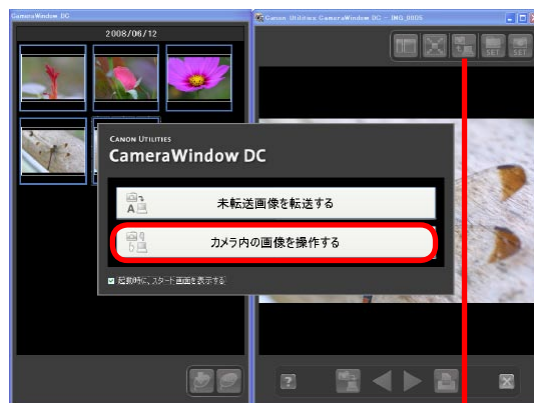 CameraWindow DC
Canon Utilities CameraWindow DC - IMG_0005
2008/06/12
SET
SET
CANON UTILITIES
CameraWindow DC
未転送画像を転送する
A
カメラ内の画像を操作する
起動時に、スタート画面を表示する
?